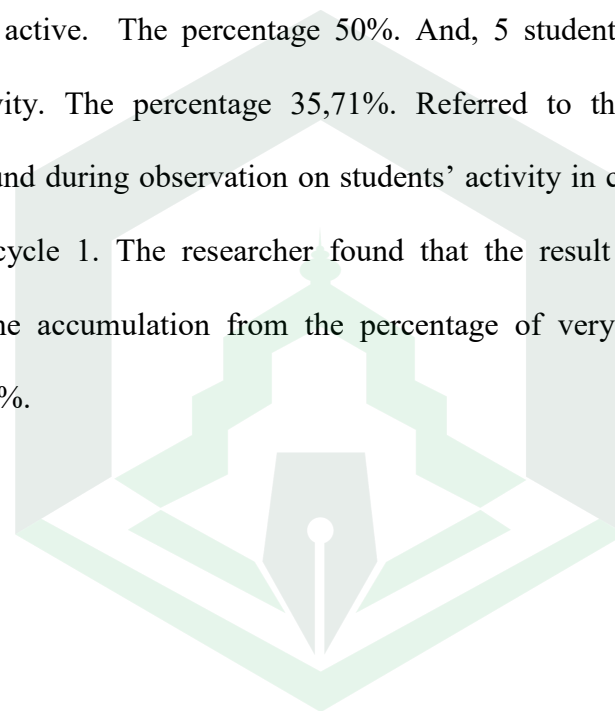 active. The percentage 50%. And, 5 student
vity. The percentage 35,71%. Referred to th
und during observation on students’ activity in c
cycle 1. The researcher found that the result
he accumulation from the percentage of very
%.